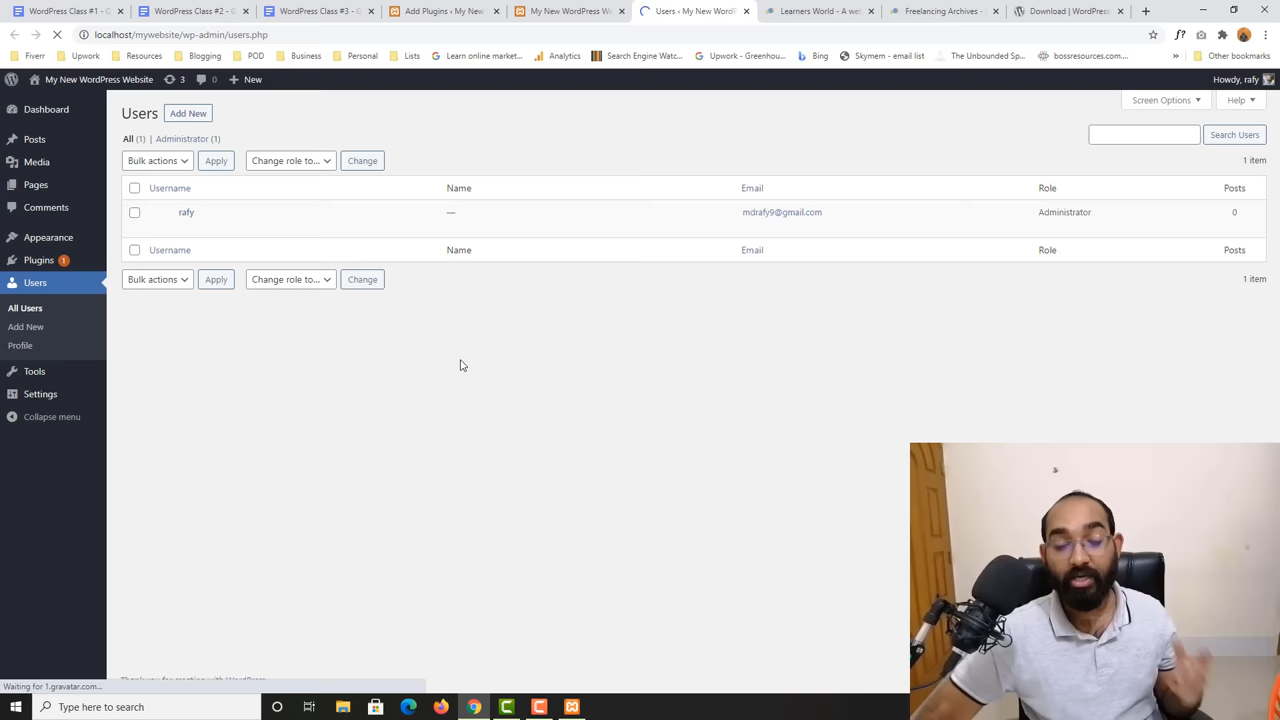 WordPress Class #1 - G
WordPress Class #2 - G
WordPress Class #3 - G
Add Plugins ‹ My New
My New WordPress We
Users ‹ My New WordPr
Learners World - A web
Freelancing Archives -
Download | WordPress.
localhost/mywebsite/wp-admin/users.php
Fiverr
Upwork
Resources
Blogging
POD
Business
Personal
Lists
Learn online market...
Analytics
Search Engine Watc...
Bing
Upwork - Greenhou...
Skymem - email list
The Unbounded Sp...
bossresources.com...
»
Other bookmarks
My New WordPress Website
3
0
New
Howdy, rafy
Dashboard
Posts
Media
Pages
Comments
Appearance
Plugins 1
Users
All Users
Add New
Profile
Tools
Settings
Collapse menu
Users
Add New
Screen Options
Help
All (1) | Administrator (1)
Search Users
Bulk actions
Apply
Change role to...
Change
1 item
Username
Name
Email
Role
Posts
rafy
—
mdrafy9@gmail.com
Administrator
0
Username
Name
Email
Role
Posts
Bulk actions
Apply
Change role to...
Change
1 item
Waiting for 1.gravatar.com...
Type here to search